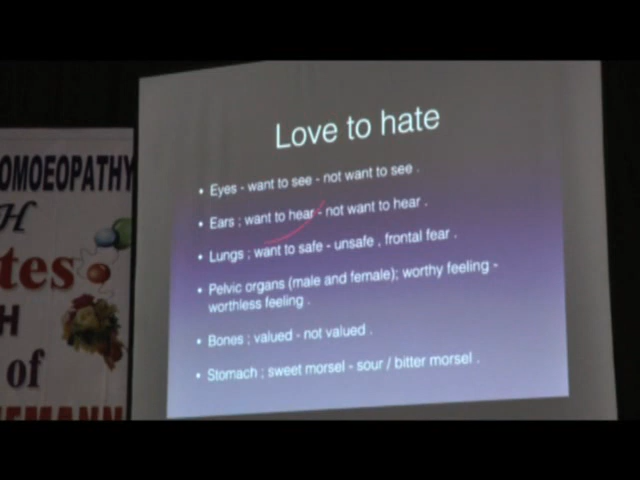 Love to hate
• Eyes - want to see - not want to see .
• Ears ; want to hear - not want to hear .
• Lungs ; want to safe - unsafe , frontal fear .
• Pelvic organs (male and female); worthy feeling -
worthless feeling .
• Bones ; valued - not valued .
• Stomach ; sweet morsel - sour / bitter morsel .
OMOEOPATHY
H
tes
H
of
NEMANN